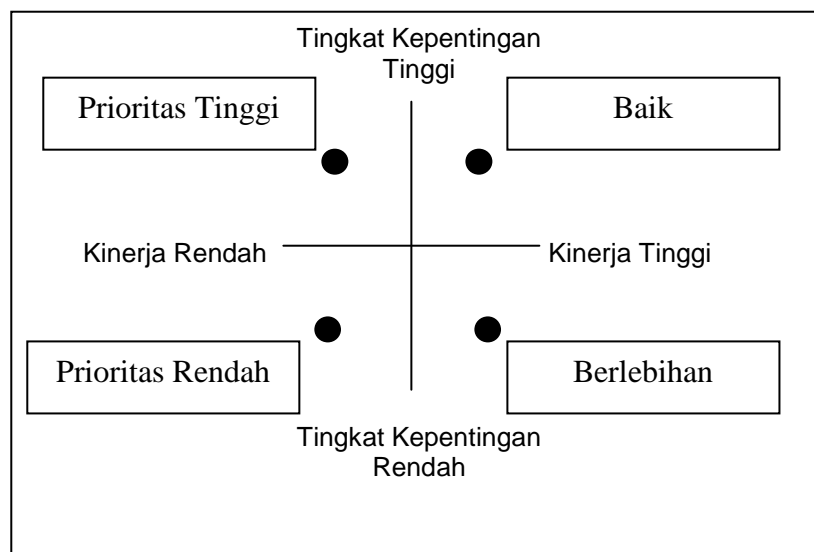 Tingkat Kepentingan
Tinggi
Prioritas Tinggi
Baik
Kinerja Rendah
Kinerja Tinggi
Prioritas Rendah
Berlebihan
Tingkat Kepentingan
Rendah